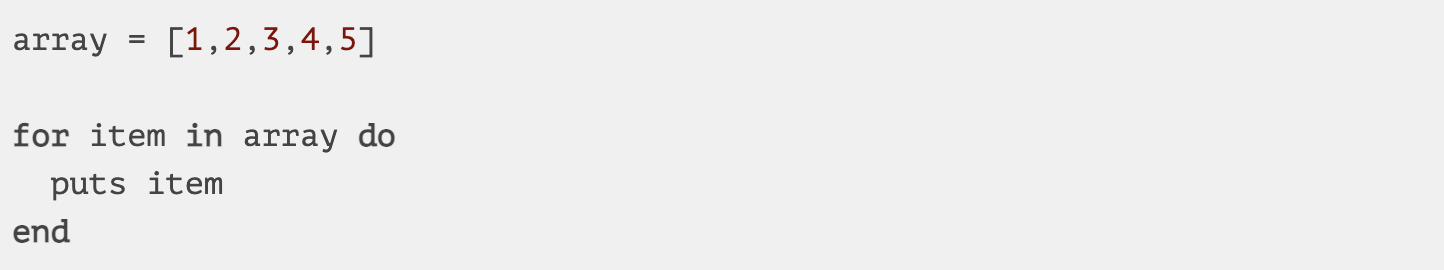 array = [1,2,3,4,5]
for item in array do
  puts item
end